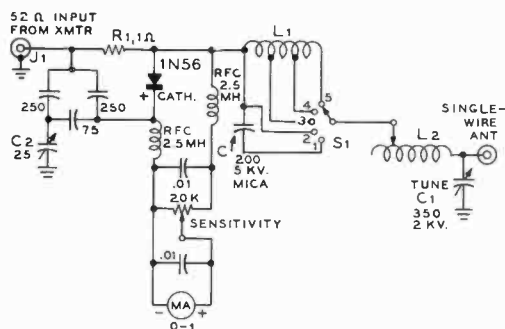 52 Ω INPUT
FROM XMTR
J1
R1, 1Ω
1N56
+ CATH.
RFC
2.5
MH
L1
250
250
75
C2
25
RFC
2.5MH
C
200
5 KV.
MICA
5
4
3
2
1
S1
SINGLE-
WIRE
ANT
L2
TUNE
C1
350
2 KV.
.01
20K
SENSITIVITY
.01
- MA +
0-1